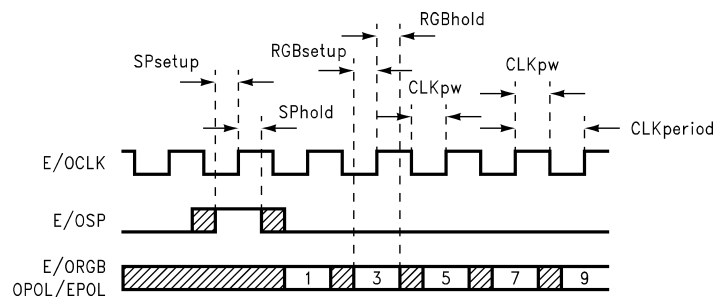 RGBhold
RGBsetup
SPsetup
CLKpw
CLKpw
SPhold
CLKperiod
E/OCLK
E/OSP
E/ORGB
OPOL/EPOL
1 3 5 7 9